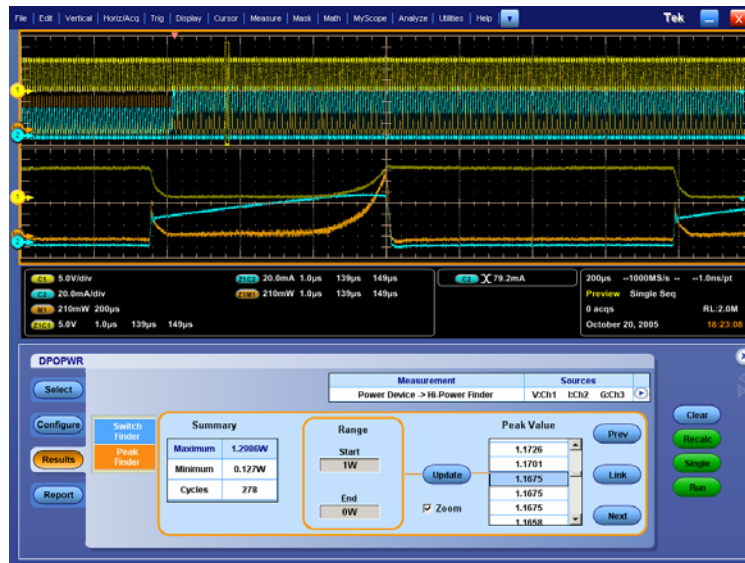 File | Edit | Vertical | Horiz/Acq | Trig | Display | Cursor | Measure | Mask | Math | MyScope | Analyze | Utilities | Help Tek
1
2
1
2
C1 5.0V/div
C2 20.0mA/div
M1 210mW 200µs
Z1C1 5.0V 1.0µs 139µs 149µs
Z1C2 20.0mA 1.0µs 139µs 149µs
Z1M1 210mW 1.0µs 139µs 149µs
C2 79.2mA
200µs --1000MS/s -- --1.0ns/pt
Preview Single Seq
0 acqs RL:2.0M
October 20, 2005 18:23:08
DPOPWR
Select
Configure
Results
Report
Switch Finder
Peak Finder
Measurement Sources
Power Device -> Hi-Power Finder V:Ch1 I:Ch2 G:Ch3
Summary
Maximum 1.2986W
Minimum 0.127W
Cycles 278
Range
Start
1W
End
0W
Update
Zoom
Peak Value
1.1726
1.1701
1.1675
1.1675
1.1675
1.1658
Prev
Link
Next
Clear
Recalc
Single
Run